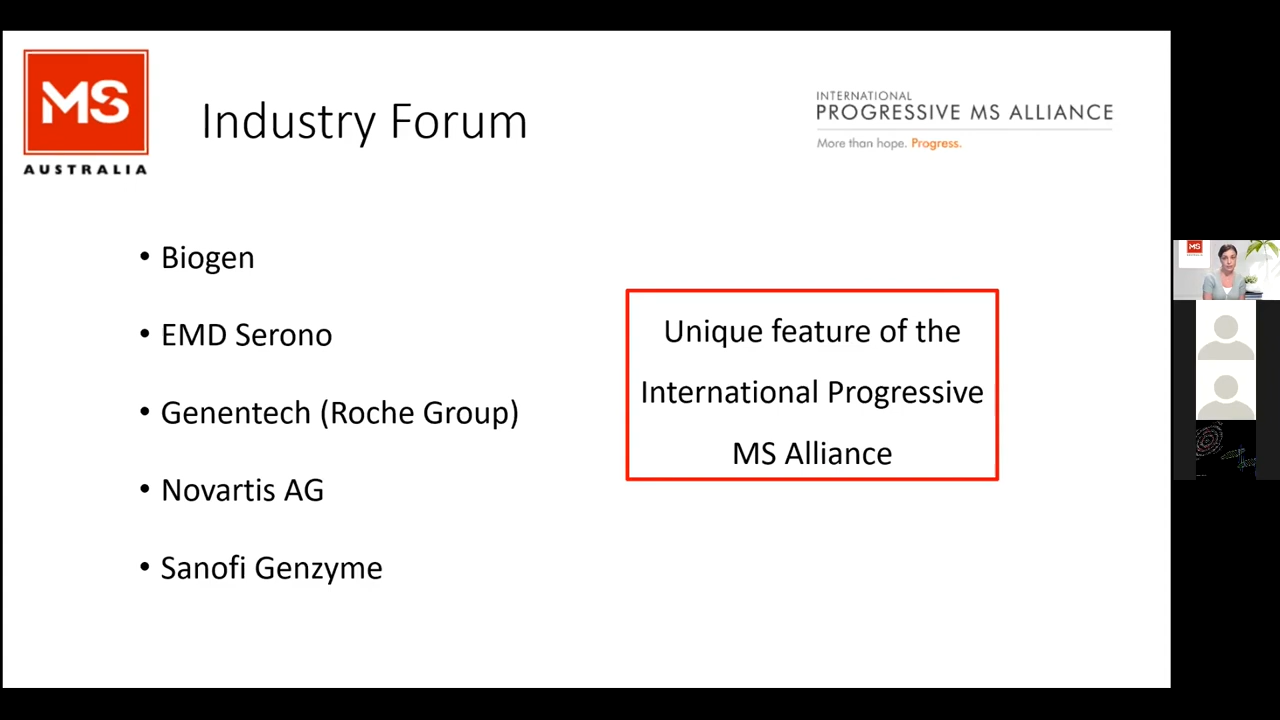 MS
AUSTRALIA
Industry Forum
INTERNATIONAL
PROGRESSIVE MS ALLIANCE
More than hope. Progress.
• Biogen
• EMD Serono
• Genentech (Roche Group)
• Novartis AG
• Sanofi Genzyme
Unique feature of the
International Progressive
MS Alliance
MS